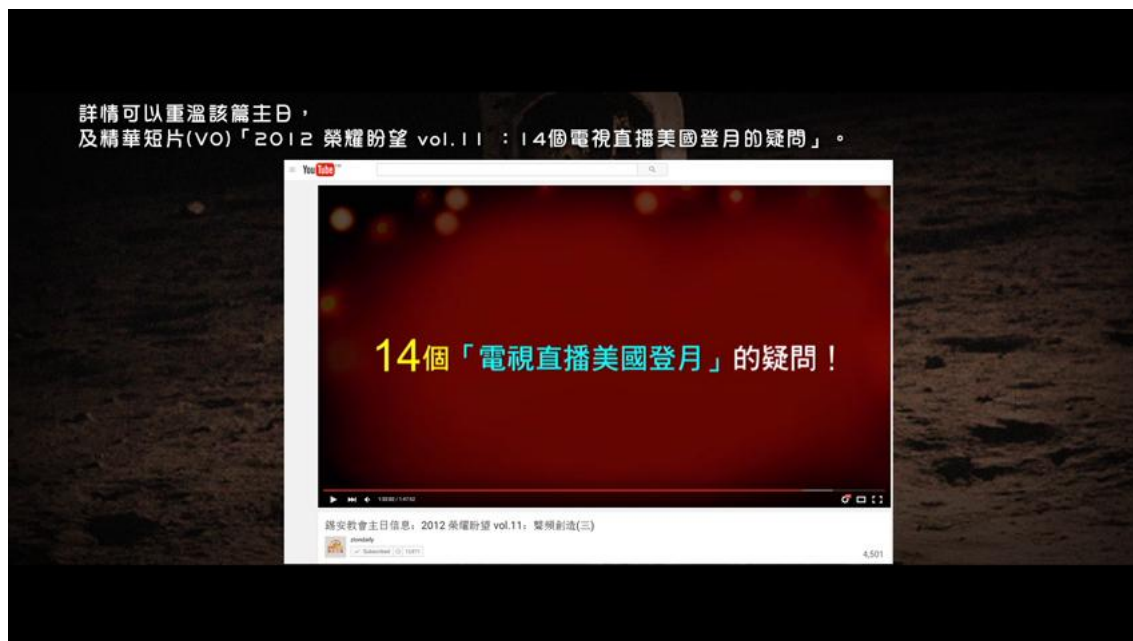 詳情可以重溫該篇主日，
及精華短片(VO)「2012 榮耀盼望 vol.11 ：14個電視直播美國登月的疑問」。
YouTube
14個「電視直播美國登月」的疑問！
錫安教會主日信息：2012 榮耀盼望 vol.11：聲頻創造(三)
ziondaily
Subscribed
4,501